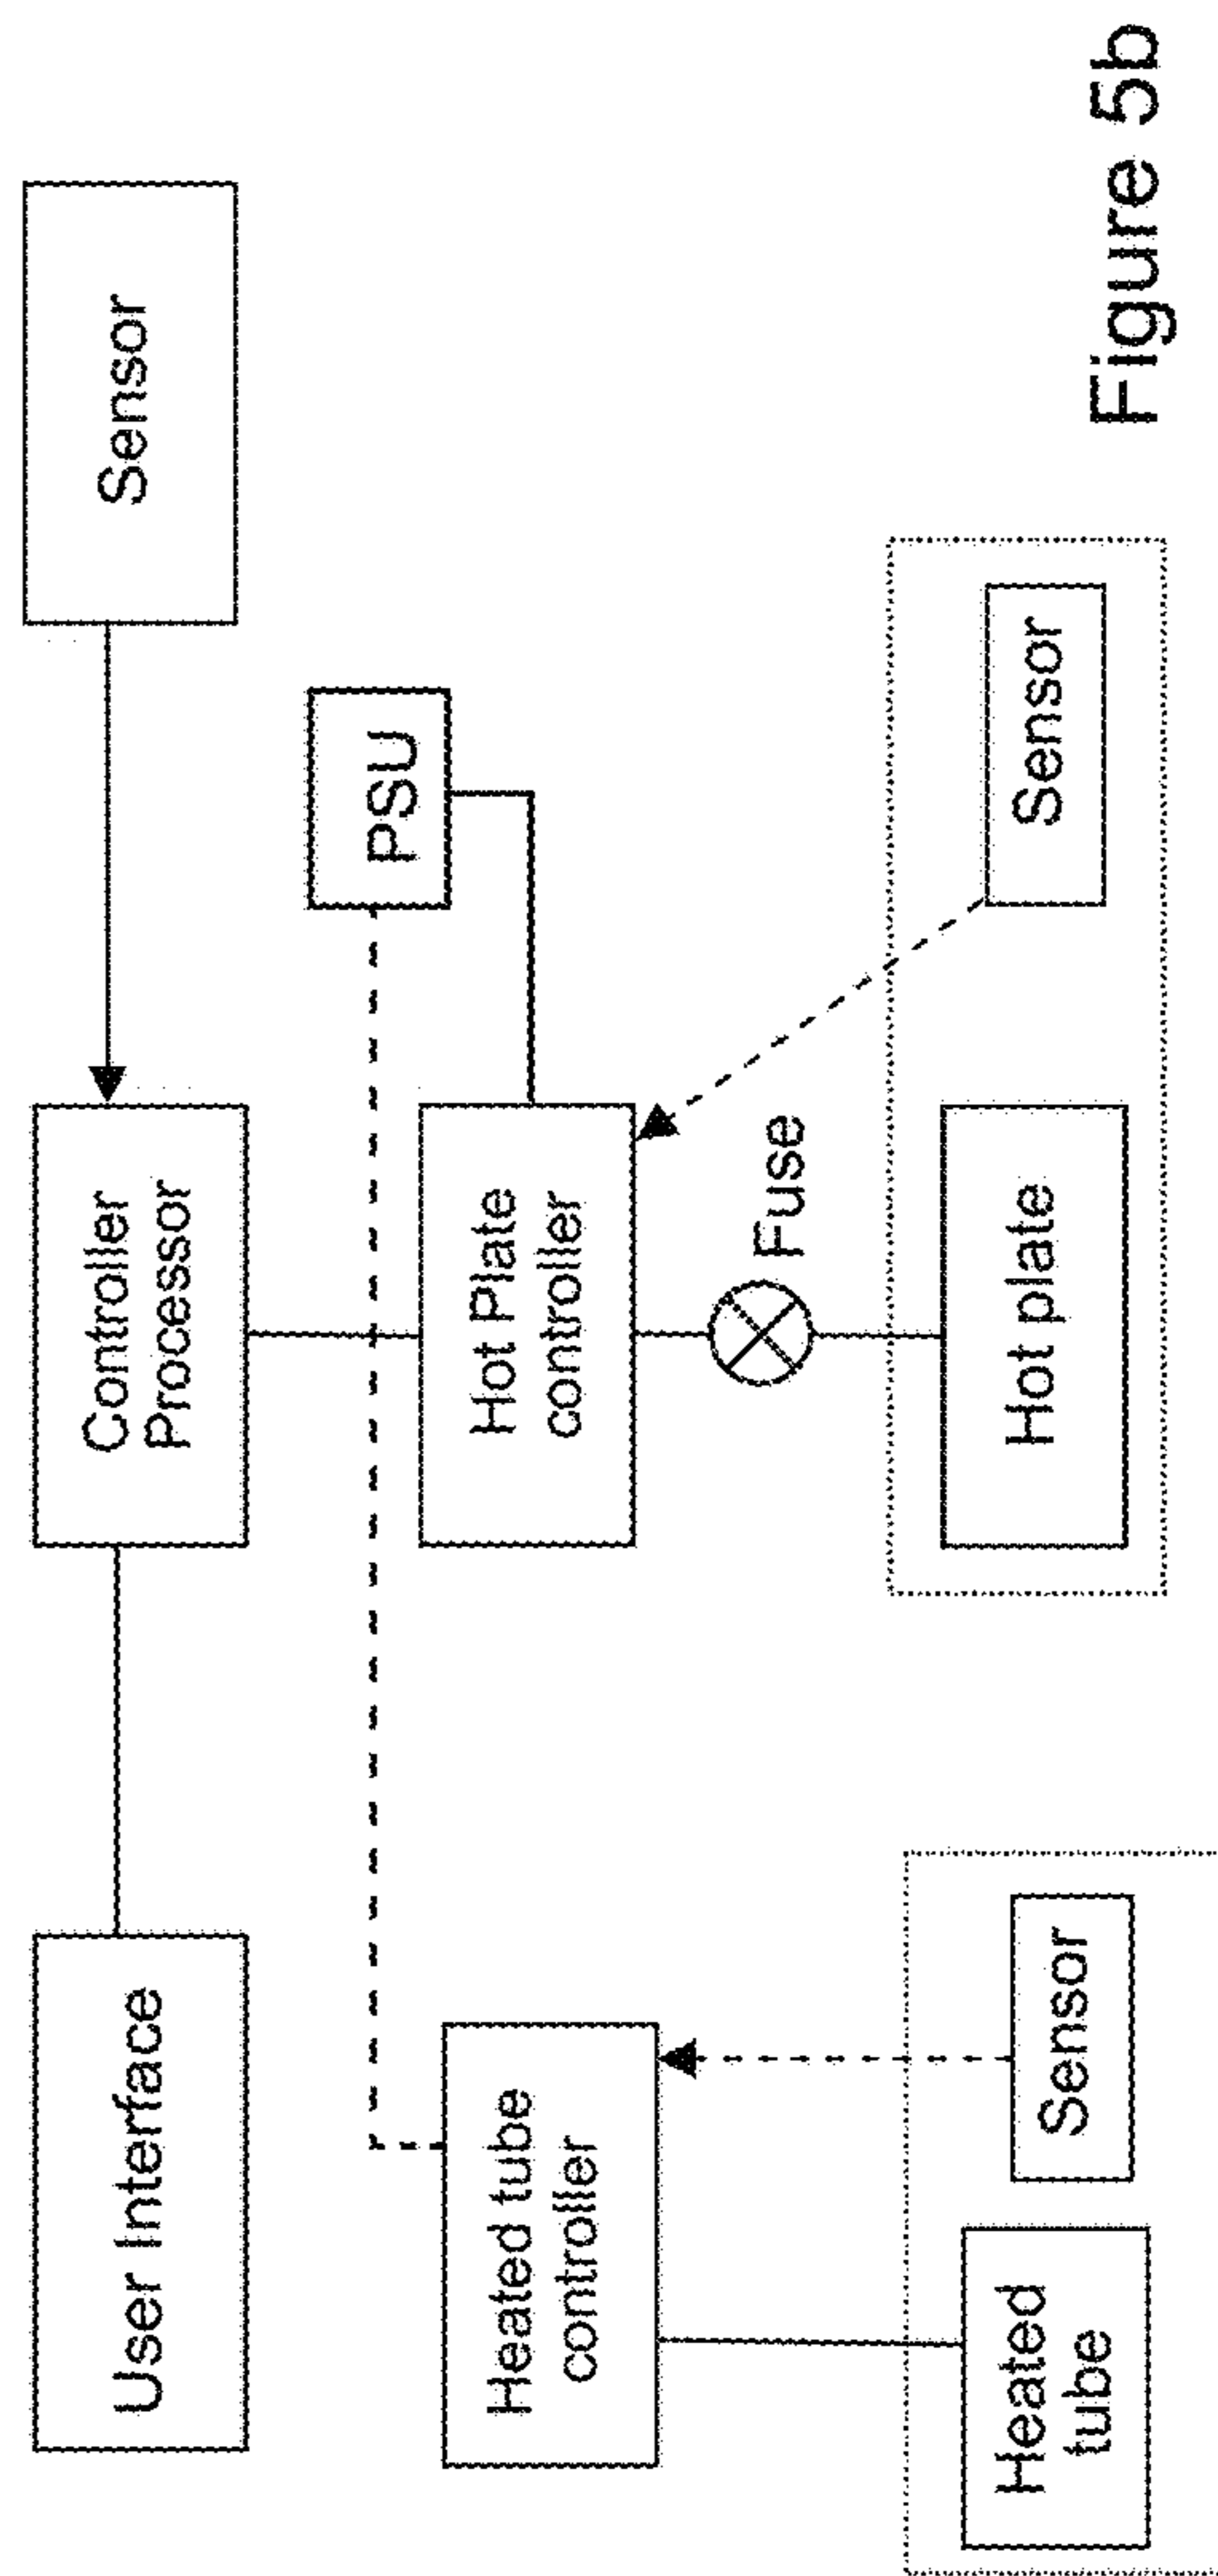 User Interface
Controller
Processor
Sensor
PSU
Heated tube
controller
Hot Plate
controller
Fuse
Heated
tube
Sensor
Hot plate
Sensor
Figure 5b